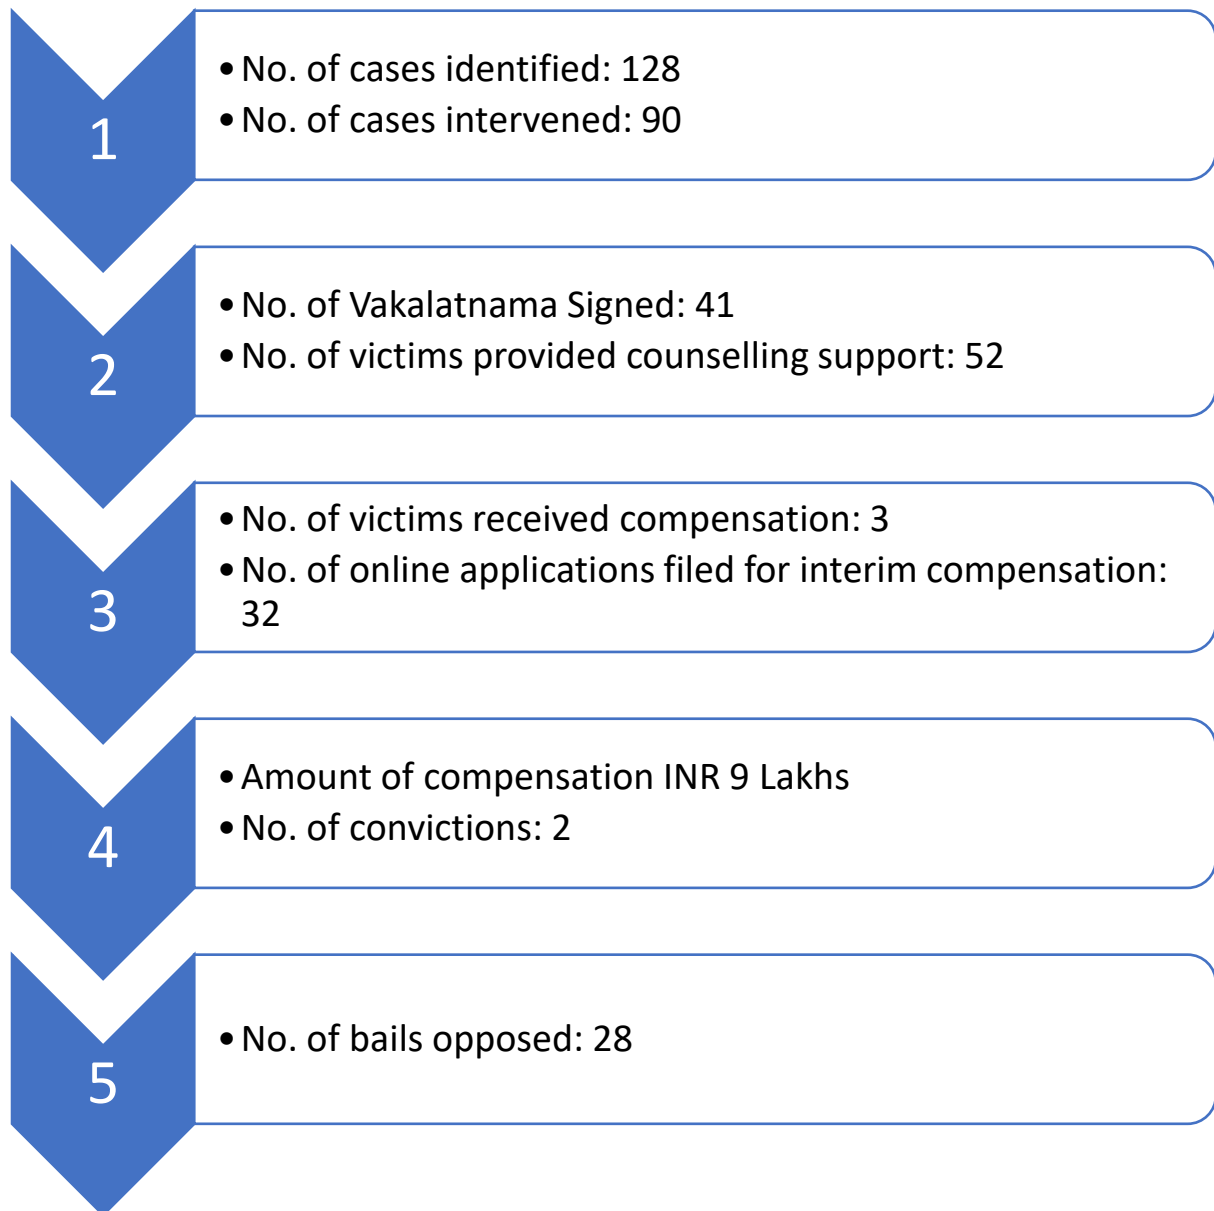 1
• No. of cases identified: 128
• No. of cases intervened: 90
2
• No. of Vakalatnama Signed: 41
• No. of victims provided counselling support: 52
3
• No. of victims received compensation: 3
• No. of online applications filed for interim compensation:
32
4
• Amount of compensation INR 9 Lakhs
• No. of convictions: 2
5
• No. of bails opposed: 28